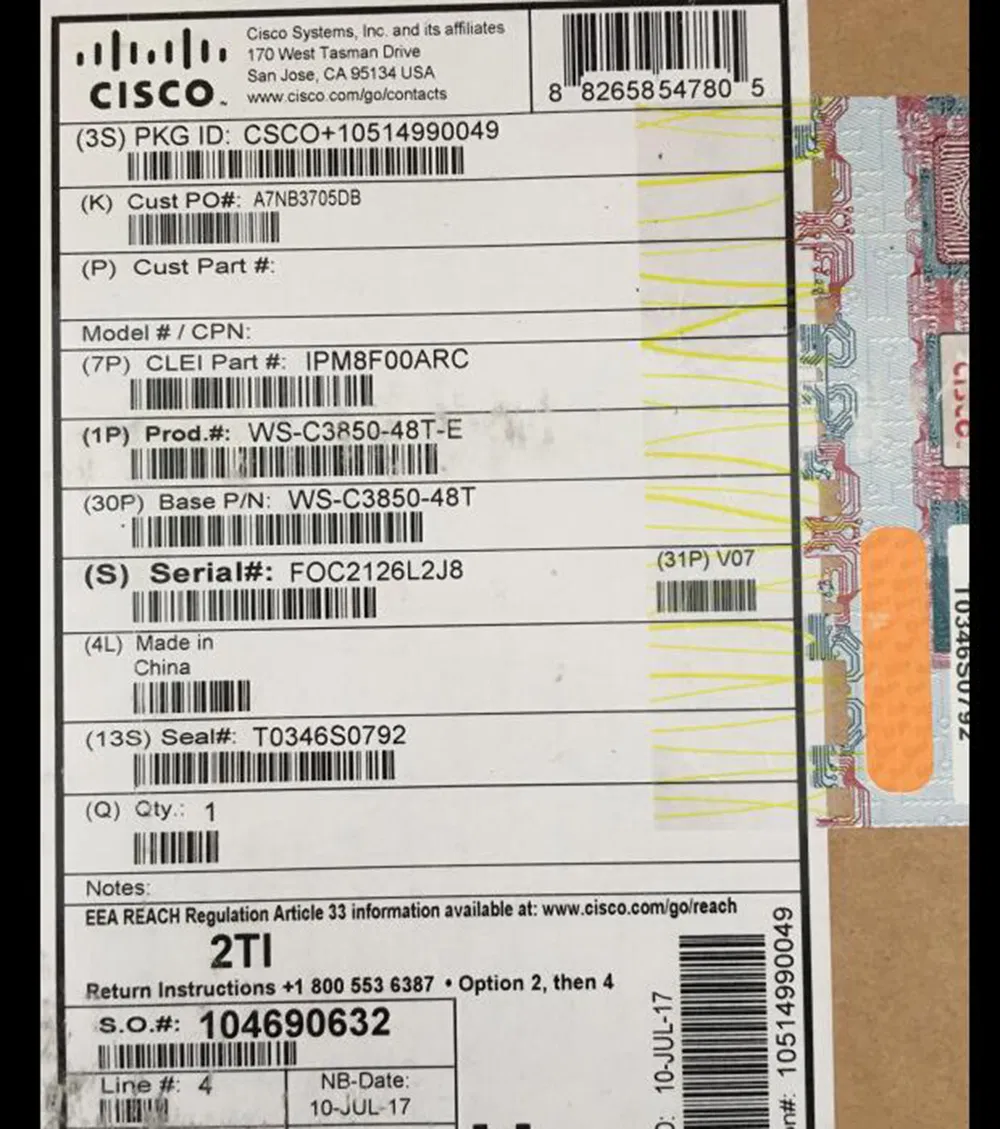 Cisco Systems, Inc. and its affiliates
170 West Tasman Drive
San Jose, CA 95134 USA
www.cisco.com/go/contacts
CISCO™
8 82658 54780 5
(3S) PKG ID: CSCO+10514990049
(K) Cust PO#: A7NB3705DB
(P) Cust Part #:
Model # / CPN:
(7P) CLEI Part #: IPM8F00ARC
(1P) Prod.#: WS-C3850-48T-E
(30P) Base P/N: WS-C3850-48T
(S) Serial#: FOC2126L2J8
(31P) V07
(4L) Made in
China
(13S) Seal#: T0346S0792
(Q) Qty.: 1
Notes:
EEA REACH Regulation Article 33 information available at: www.cisco.com/go/reach
2TI
Return Instructions +1 800 553 6387 • Option 2, then 4
S.O.#: 104690632
Line #: 4
NB-Date:
10-JUL-17
10-JUL-17
10514990049
CISCO
T0346S0792